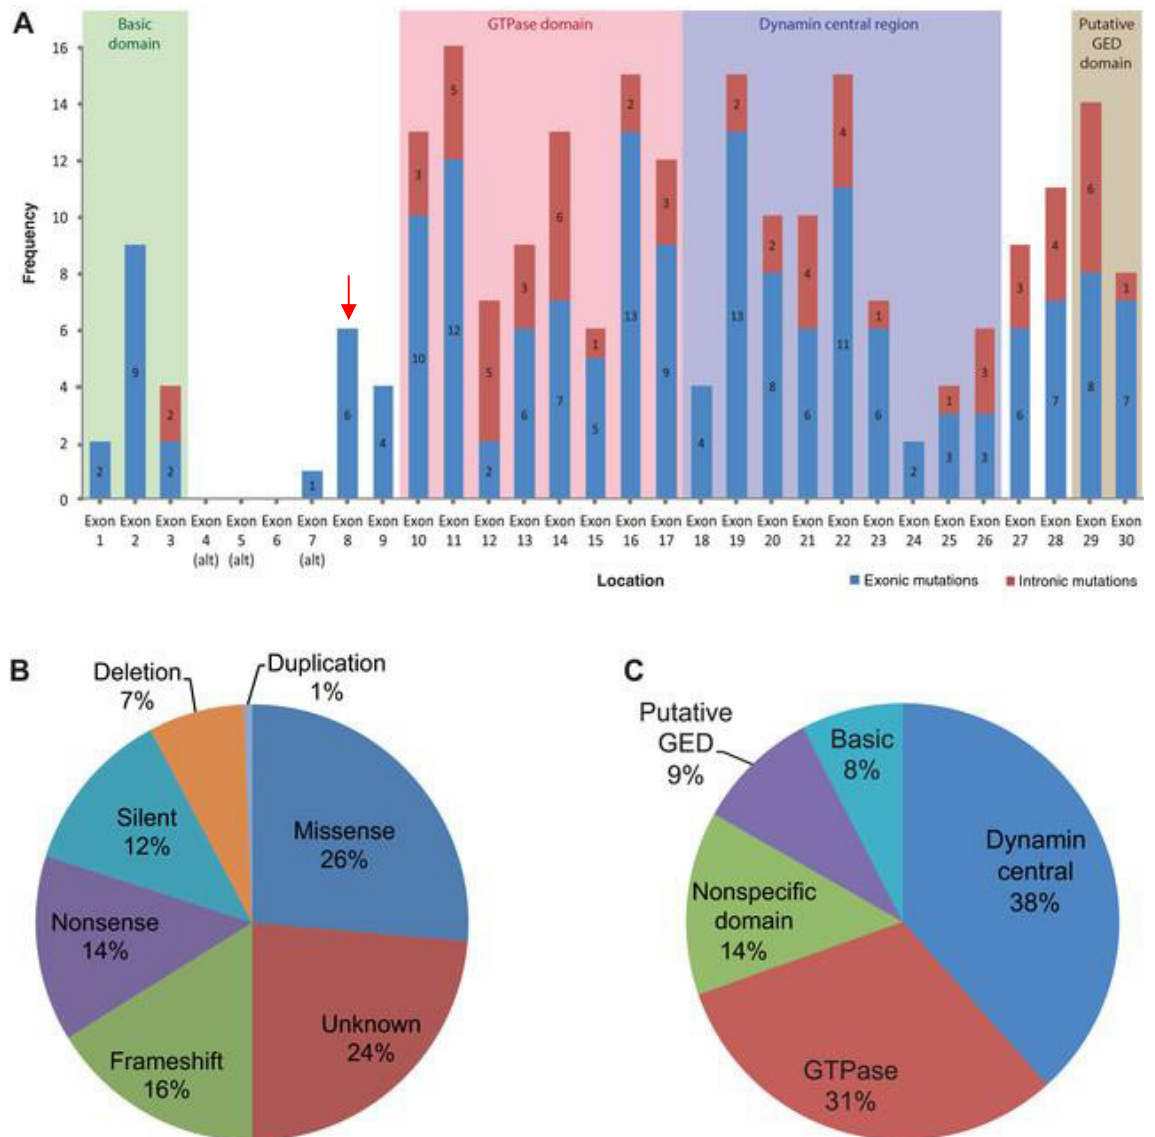 A
Basic
domain
GTPase domain
Dynamin central region
Putative
GED
domain
Frequency
16
14
12
10
8
6
4
2
0
2
9
2
2
1
6
4
10
3
12
5
2
5
6
3
7
6
5
1
13
2
9
3
4
13
2
8
2
6
4
11
4
6
1
2
3
1
3
3
6
3
7
4
8
6
7
1
Exon 1
Exon 2
Exon 3
Exon 4 (alt)
Exon 5 (alt)
Exon 6
Exon 7 (alt)
Exon 8
Exon 9
Exon 10
Exon 11
Exon 12
Exon 13
Exon 14
Exon 15
Exon 16
Exon 17
Exon 18
Exon 19
Exon 20
Exon 21
Exon 22
Exon 23
Exon 24
Exon 25
Exon 26
Exon 27
Exon 28
Exon 29
Exon 30
Location
Exonic mutations
Intronic mutations
B
Deletion
7%
Duplication
1%
Silent
12%
Missense
26%
Nonsense
14%
Unknown
24%
Frameshift
16%
C
Putative
GED
9%
Basic
8%
Dynamin
central
38%
Nonspecific
domain
14%
GTPase
31%